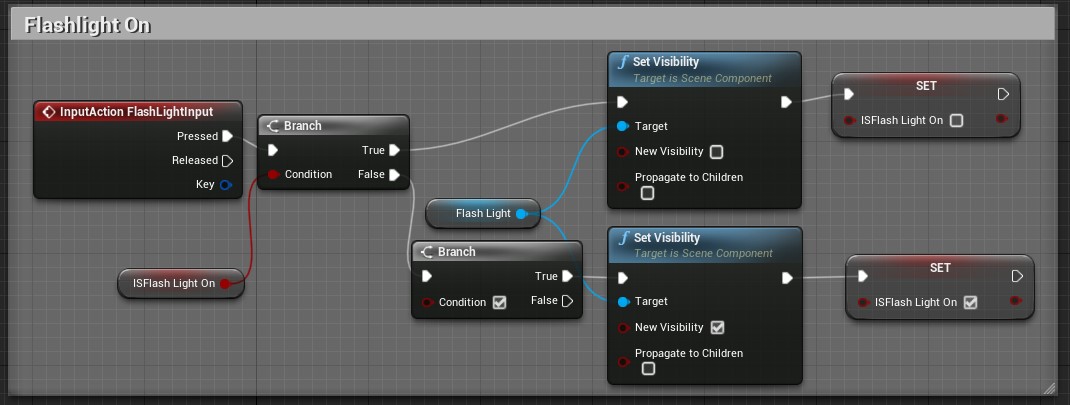 Flashlight On
InputAction FlashLightInput
Pressed
Released
Key
ISFlash Light On
Branch
True
Condition
False
Flash Light
Branch
True
Condition
False
f Set Visibility
Target is Scene Component
Target
New Visibility
Propagate to Children
SET
ISFlash Light On
f Set Visibility
Target is Scene Component
Target
New Visibility
Propagate to Children
SET
ISFlash Light On